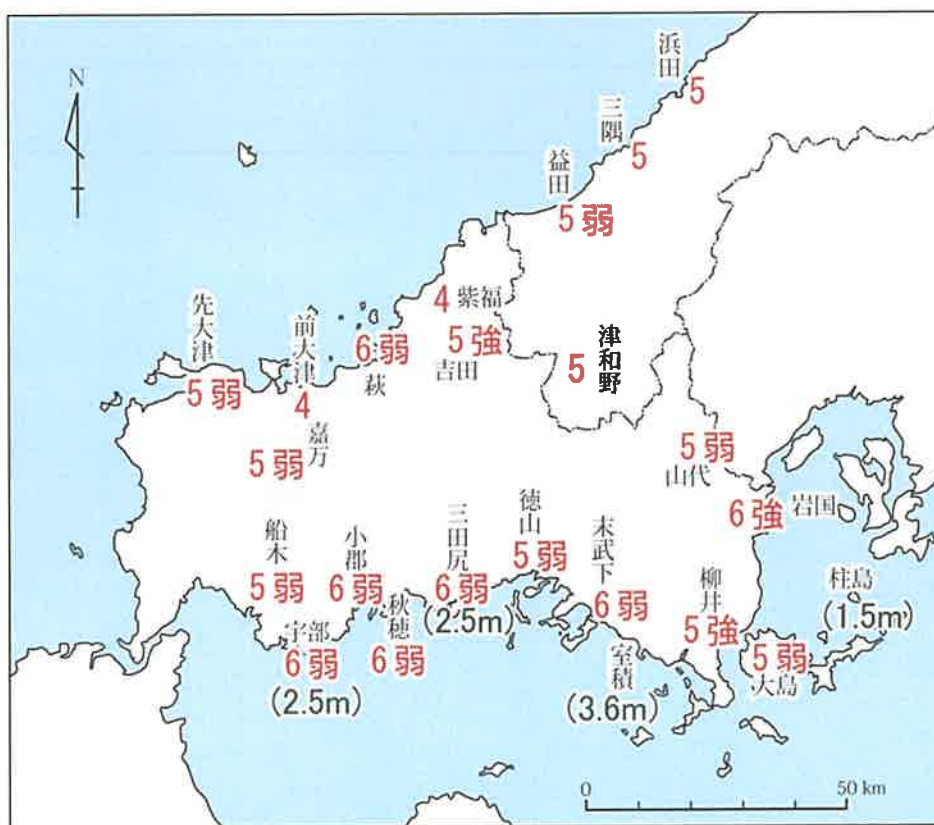 N
浜田
5
三隅
5
益田
5弱
4 紫福
5強
吉田
津和野
5
先大津
5弱
前大津
4
6弱
萩
嘉万
5弱
5弱
山代
6強 岩国
船木
5弱
小郡
6弱
三田尻
6弱
(2.5m)
徳山
5弱
末武下
6弱
柳井
5強
柱島
(1.5m)
宇部
6弱
(2.5m)
秋穂
6弱
室積
(3.6m)
5弱
大島
0 50 km